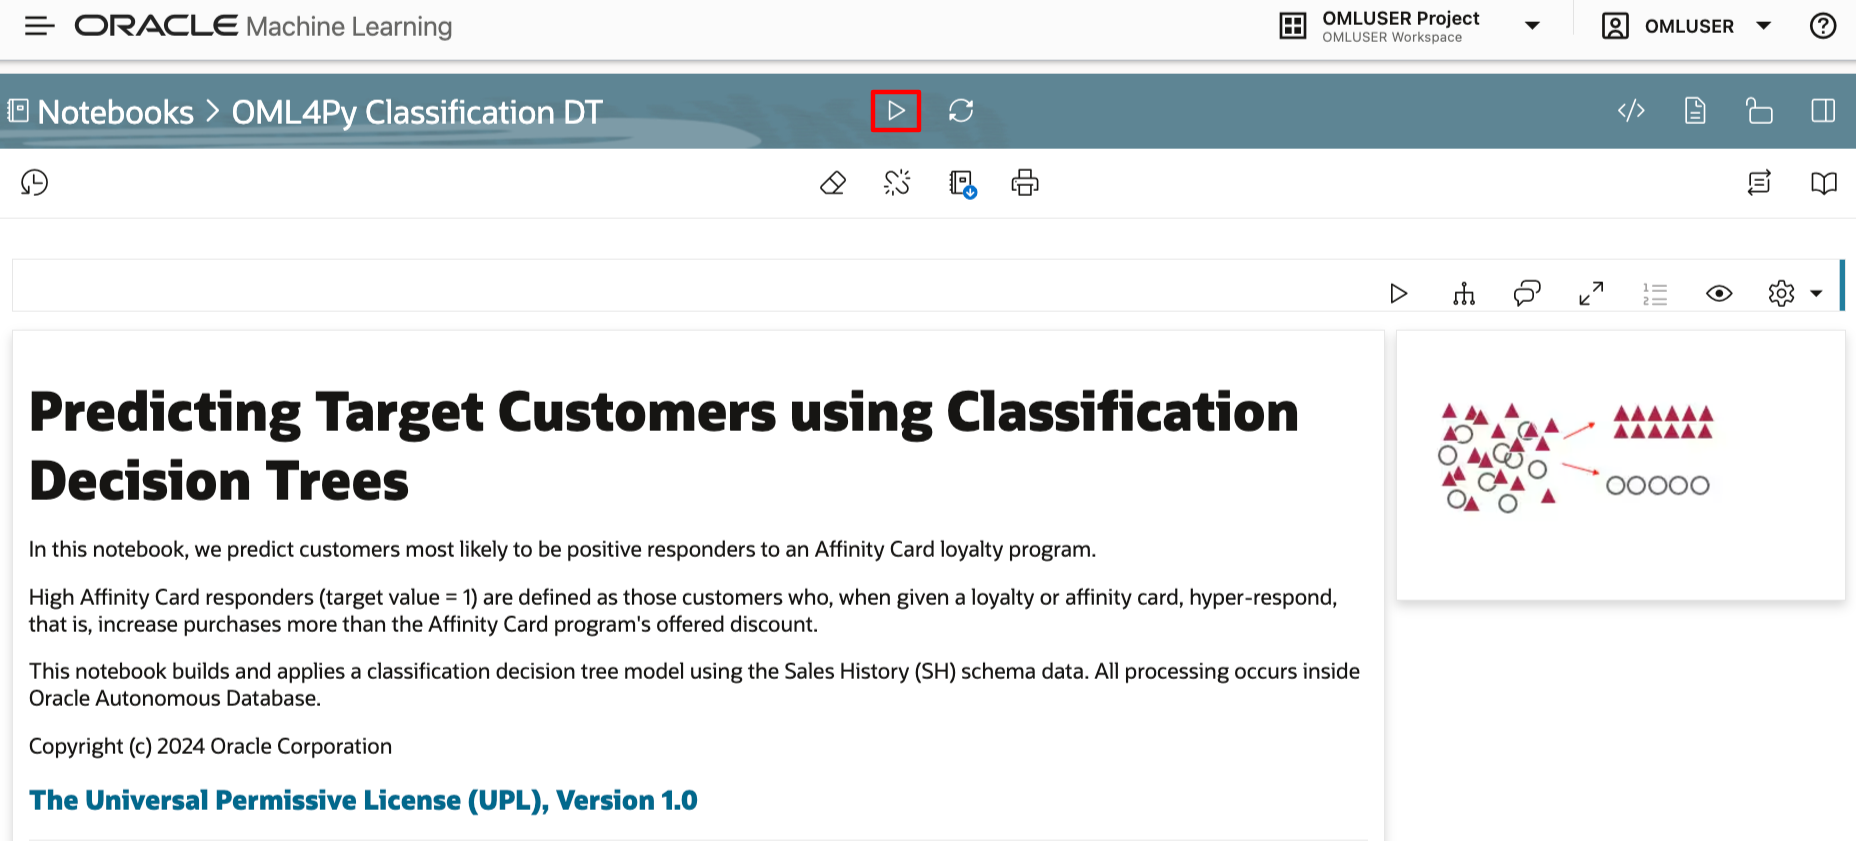 ORACLE Machine Learning
OMLUSER Project
OMLUSER Workspace
OMLUSER
Notebooks > OML4Py Classification DT
Predicting Target Customers using Classification
Decision Trees
In this notebook, we predict customers most likely to be positive responders to an Affinity Card loyalty program.
High Affinity Card responders (target value = 1) are defined as those customers who, when given a loyalty or affinity card, hyper-respond,
that is, increase purchases more than the Affinity Card program's offered discount.
This notebook builds and applies a classification decision tree model using the Sales History (SH) schema data. All processing occurs inside
Oracle Autonomous Database.
Copyright (c) 2024 Oracle Corporation
The Universal Permissive License (UPL), Version 1.0